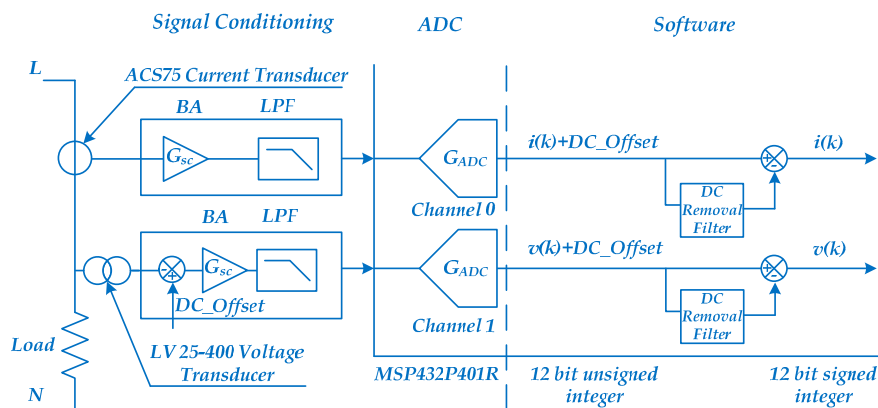 Signal Conditioning
ADC
Software
L
ACS75 Current Transducer
BA
LPF
G_sc
G_ADC
Channel 0
i(k)+DC_Offset
+
-
i(k)
DC
Removal
Filter
BA
LPF
-
+
G_sc
DC_Offset
G_ADC
Channel 1
v(k)+DC_Offset
+
-
v(k)
DC
Removal
Filter
Load
N
LV 25-400 Voltage
Transducer
MSP432P401R
12 bit unsigned
integer
12 bit signed
integer